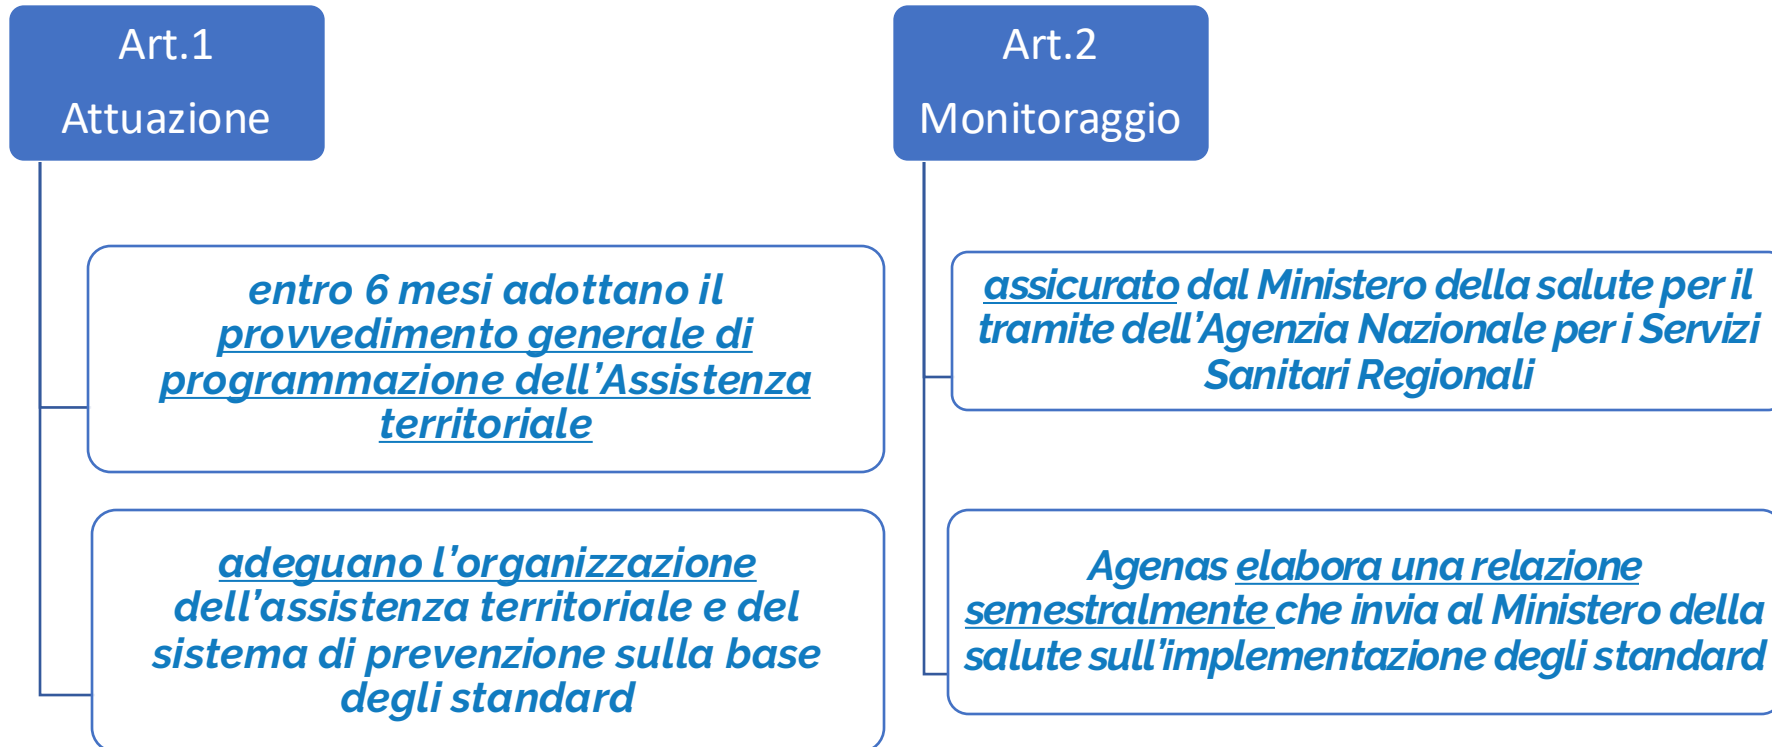 Art.1
Attuazione
entro 6 mesi adottano il
provvedimento generale di
programmazione dell’Assistenza
territoriale
adeguano l’organizzazione
dell’assistenza territoriale e del
sistema di prevenzione sulla base
degli standard
Art.2
Monitoraggio
assicurato dal Ministero della salute per il
tramite dell’Agenzia Nazionale per i Servizi
Sanitari Regionali
Agenas elabora una relazione
semestralmente che invia al Ministero della
salute sull’implementazione degli standard